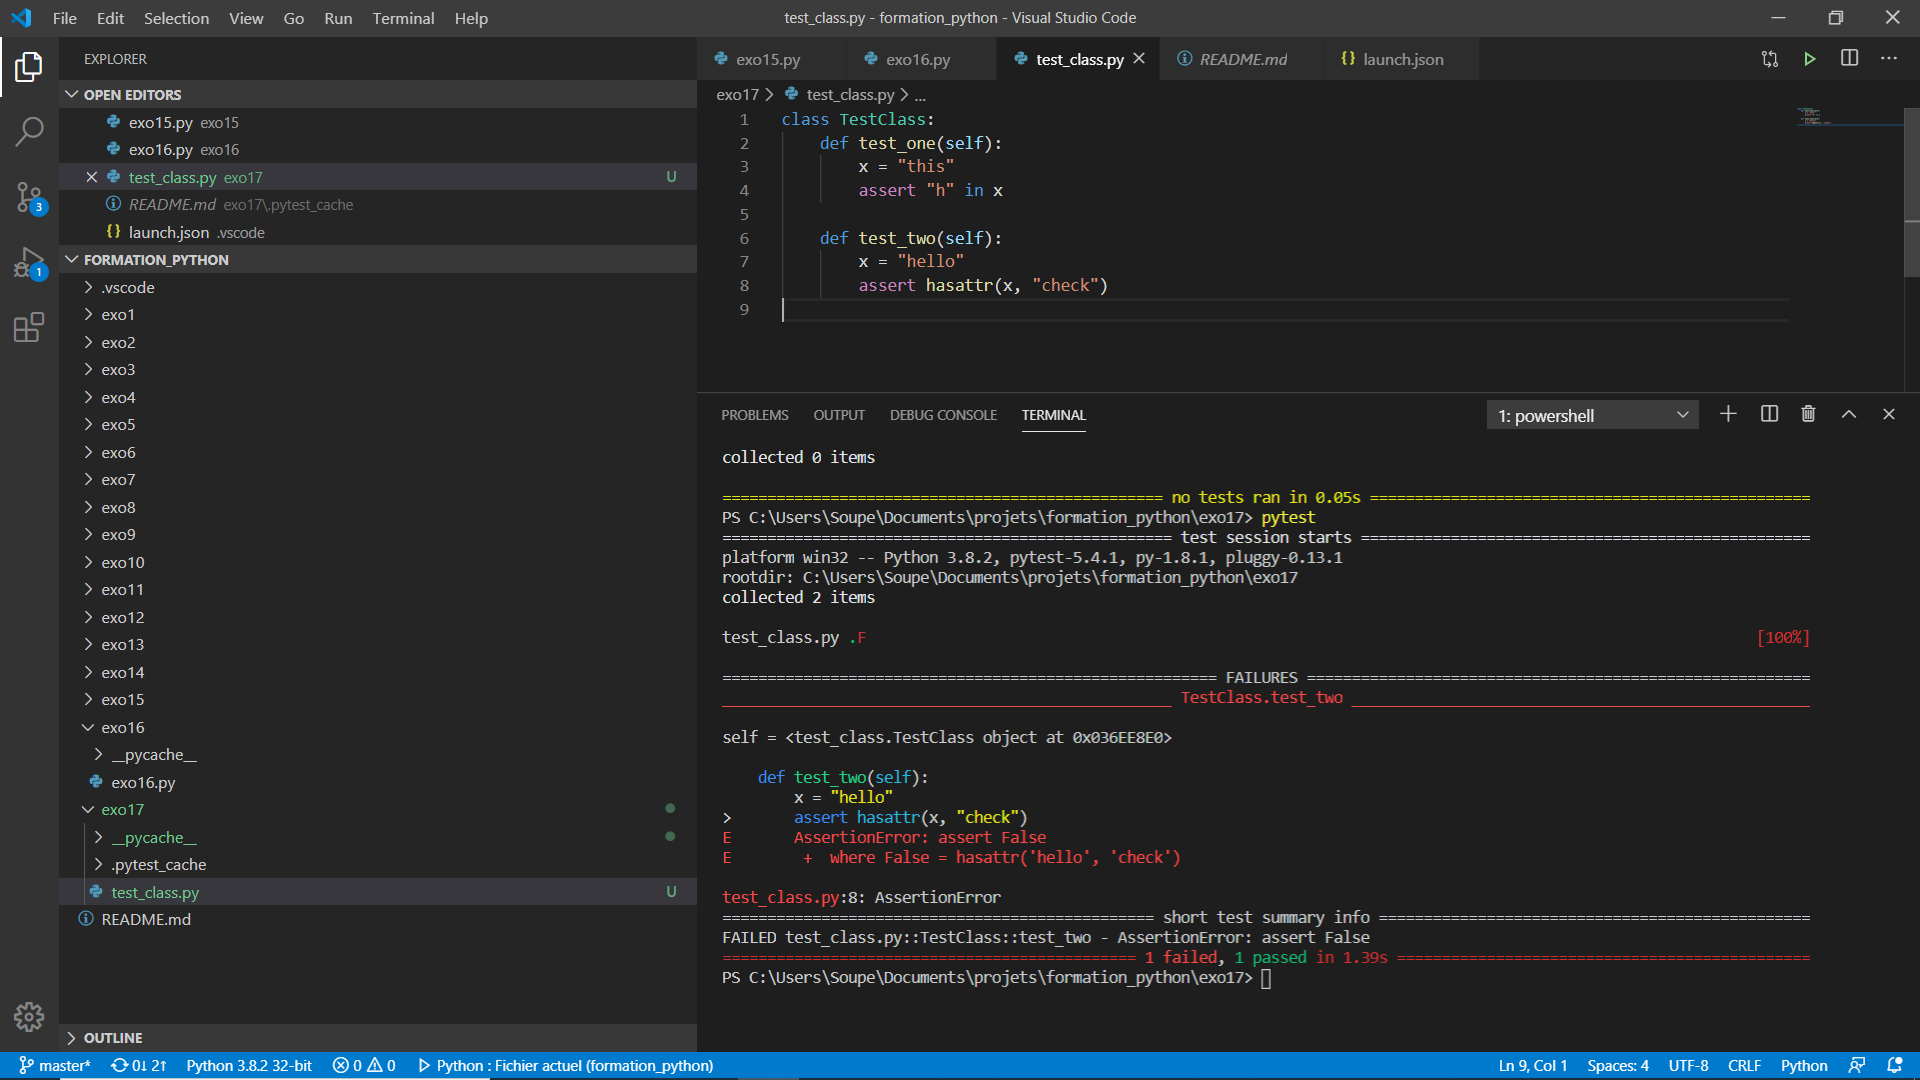 File Edit Selection View Go Run Terminal Help
test_class.py - formation_python - Visual Studio Code
EXPLORER
OPEN EDITORS
exo15.py exo15
exo16.py exo16
test_class.py exo17 U
README.md exo17\.pytest_cache
launch.json .vscode
FORMATION_PYTHON
.vscode
exo1
exo2
exo3
exo4
exo5
exo6
exo7
exo8
exo9
exo10
exo11
exo12
exo13
exo14
exo15
exo16
__pycache__
exo16.py
exo17
__pycache__
.pytest_cache
test_class.py U
README.md
OUTLINE
3
1
exo15.py exo16.py test_class.py README.md launch.json
exo17 > test_class.py > ...
1 class TestClass:
2     def test_one(self):
3         x = "this"
4         assert "h" in x
5
6     def test_two(self):
7         x = "hello"
8         assert hasattr(x, "check")
9
PROBLEMS OUTPUT DEBUG CONSOLE TERMINAL
1: powershell
collected 0 items
================================================= no tests ran in 0.05s =================================================
PS C:\Users\Soupe\Documents\projets\formation_python\exo17> pytest
================================================== test session starts ==================================================
platform win32 -- Python 3.8.2, pytest-5.4.1, py-1.8.1, pluggy-0.13.1
rootdir: C:\Users\Soupe\Documents\projets\formation_python\exo17
collected 2 items
test_class.py .F [100%]
======================================================= FAILURES ========================================================
__________________________________________________ TestClass.test_two ___________________________________________________
self = <test_class.TestClass object at 0x036EE8E0>
    def test_two(self):
        x = "hello"
>       assert hasattr(x, "check")
E       AssertionError: assert False
E        +  where False = hasattr('hello', 'check')
test_class.py:8: AssertionError
================================================ short test summary info ================================================
FAILED test_class.py::TestClass::test_two - AssertionError: assert False
============================================== 1 failed, 1 passed in 1.39s ==============================================
PS C:\Users\Soupe\Documents\projets\formation_python\exo17>
master* 0↓ 2↑ Python 3.8.2 32-bit 0 0 Python : Fichier actuel (formation_python) Ln 9, Col 1 Spaces: 4 UTF-8 CRLF Python